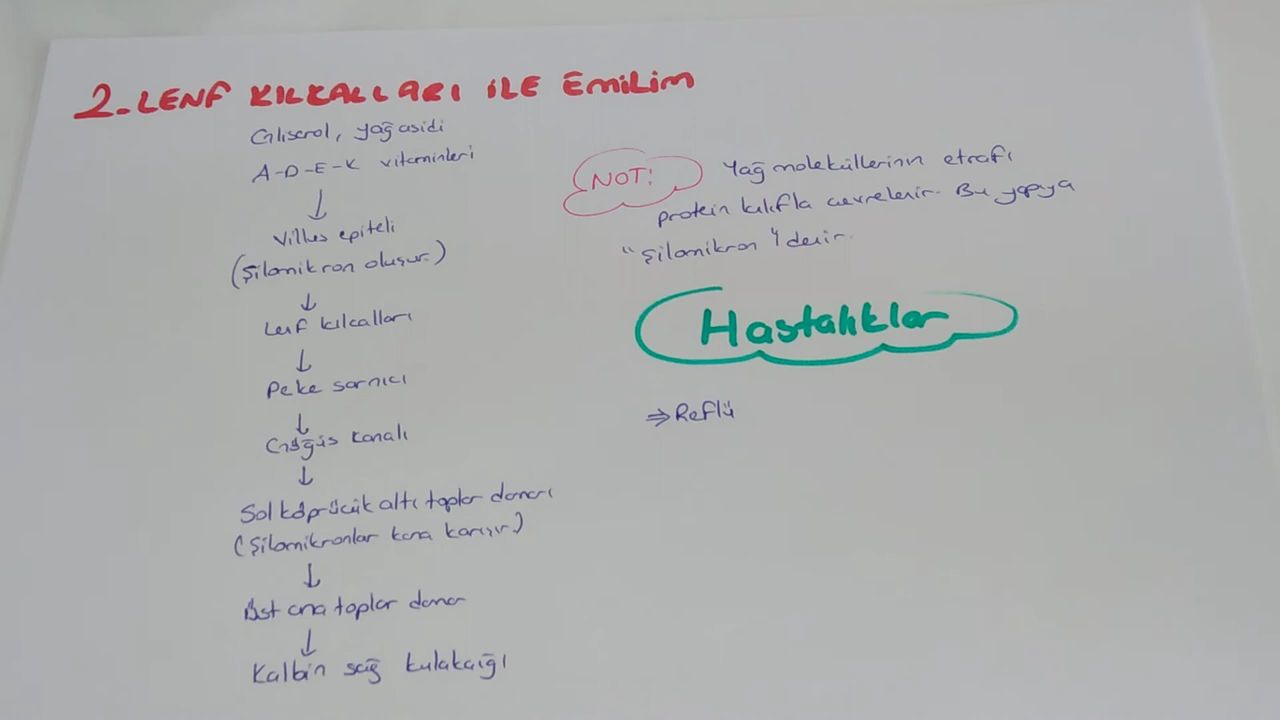 2. LENF KILCALLARI İLE EMİLİM
Gliserol, yağ asidi
A-D-E-K vitaminleri
↓
Villus epiteli
(Şilomikron oluşur.)
↓
Lenf kılcalları
↓
Peke sarnıcı
↓
Göğüs kanalı
↓
Sol köprücük altı toplar damarı
(Şilomikronlar kana karışır.)
↓
Üst ana toplar damar
↓
Kalbin sağ kulakçığı
NOT!
Yağ moleküllerinin etrafı
protein kılıfla çevrelenir. Bu yapıya
"Şilomikron" denir.
Hastalıklar
⇒ Reflü